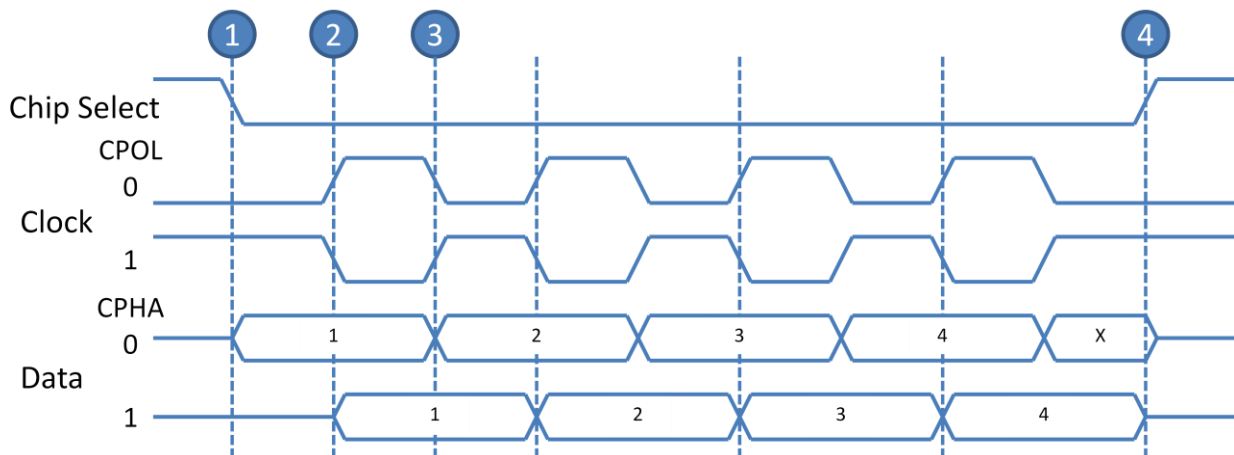 1 2 3 4
Chip Select
CPOL
0
Clock
1
CPHA
0
1 2 3 4 X
Data
1
1 2 3 4